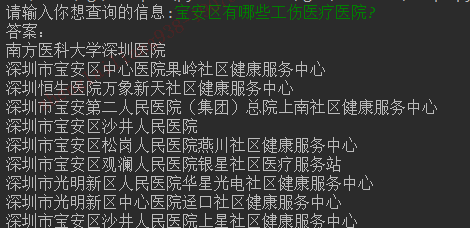 请输入你想查询的信息:宝安区有哪些工伤医疗医院?
答案:
南方医科大学深圳医院
深圳市宝安区中心医院果岭社区健康服务中心
深圳恒生医院万象新天社区健康服务中心
深圳市宝安第二人民医院（集团）总院上南社区健康服务中心
深圳市宝安区沙井人民医院
深圳市宝安区松岗人民医院燕川社区健康服务中心
深圳市宝安区观澜人民医院银星社区医疗服务站
深圳市光明新区人民医院华星光电社区健康服务中心
深圳市光明新区中心医院迳口社区健康服务中心
深圳市宝安区沙井人民医院上星社区健康服务中心